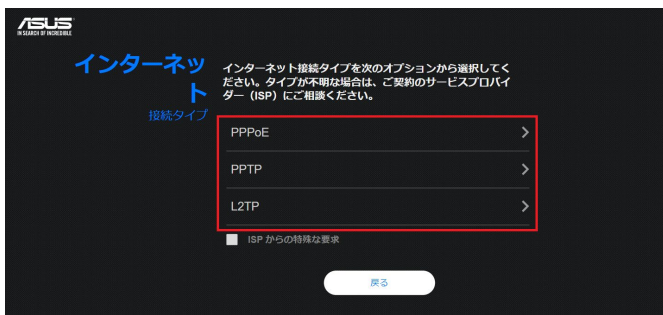 ASUS
IN SEARCH OF INCREDIBLE
インターネッ
ト
接続タイプ
インターネット接続タイプを次のオプションから選択してく
ださい。タイプが不明な場合は、ご契約のサービスプロバイ
ダー（ISP）にご相談ください。
PPPoE
PPTP
L2TP
ISP からの特殊な要求
戻る